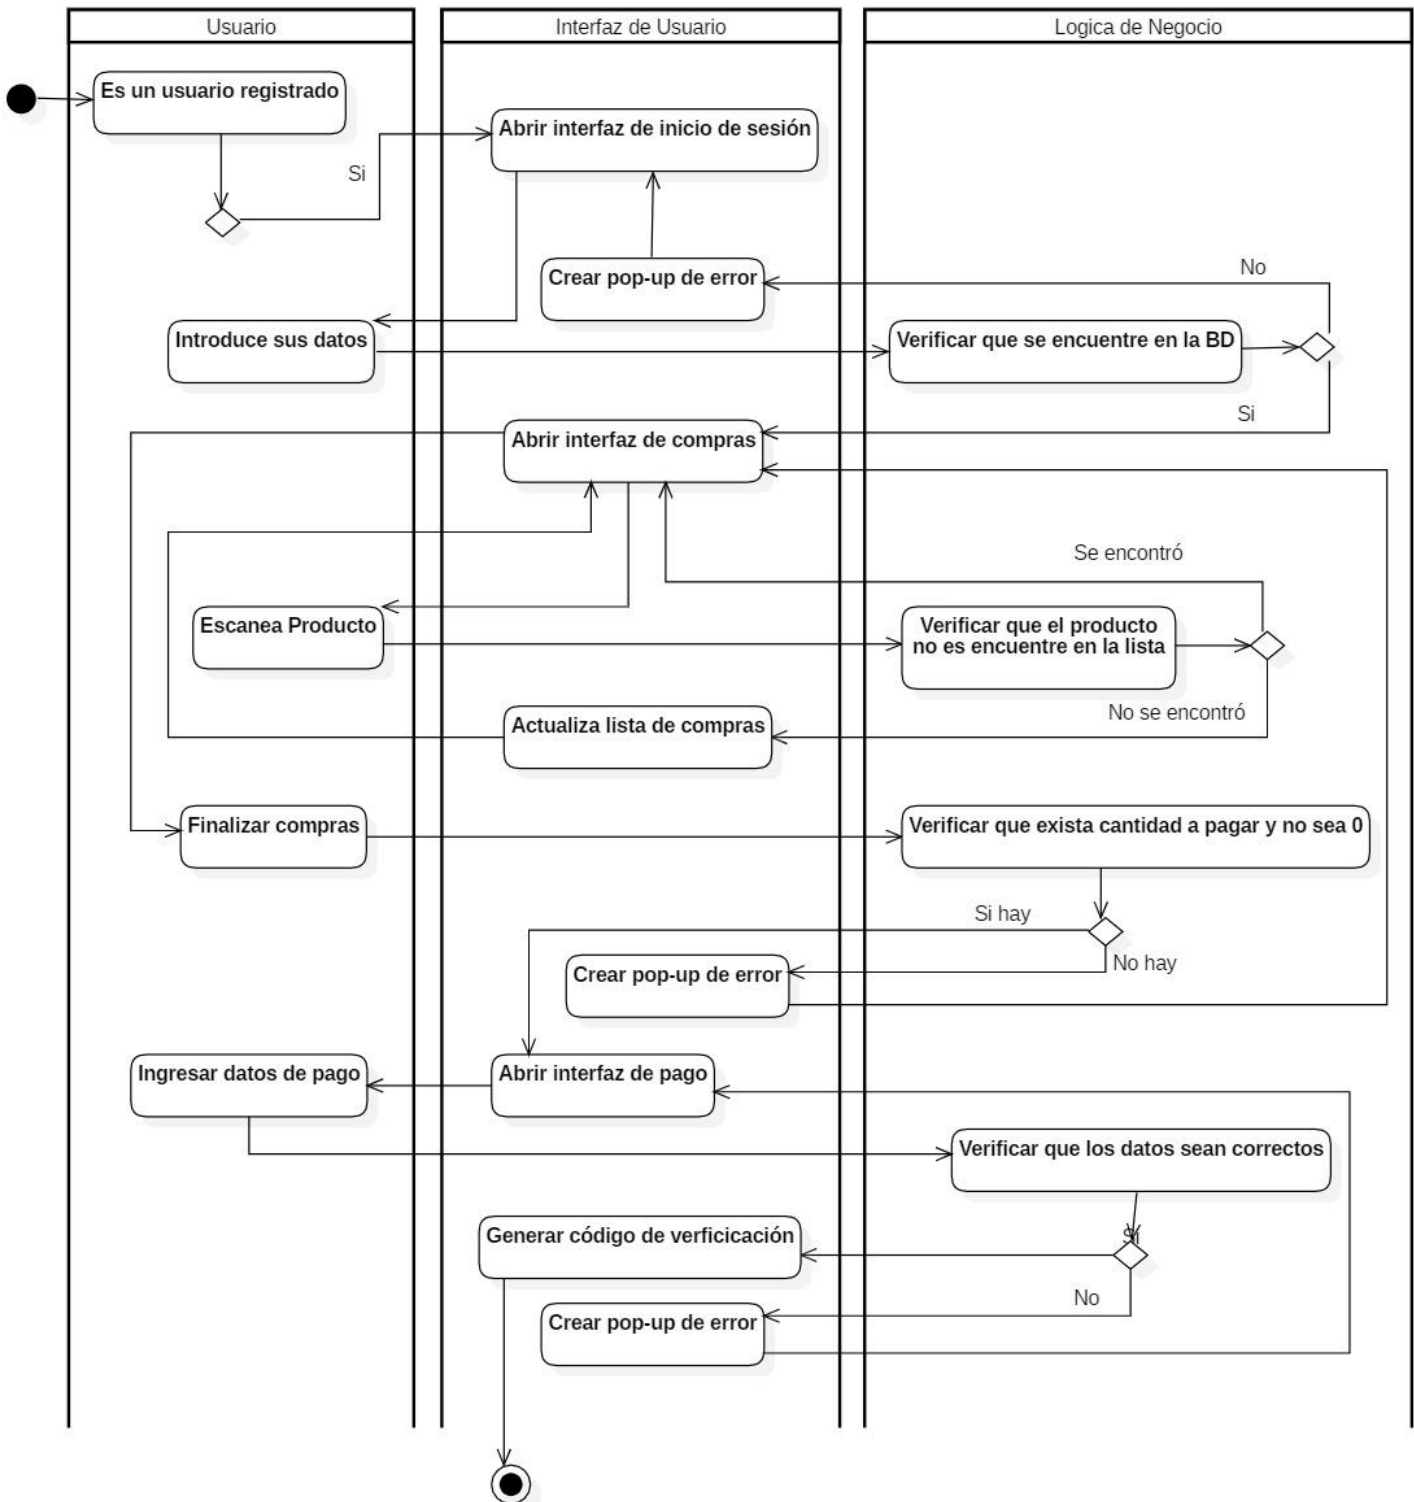 Usuario
Interfaz de Usuario
Logica de Negocio
Es un usuario registrado
Abrir interfaz de inicio de sesión
Si
Crear pop-up de error
No
Introduce sus datos
Verificar que se encuentre en la BD
Si
Abrir interfaz de compras
Se encontró
Escanea Producto
Verificar que el producto
no es encuentre en la lista
No se encontró
Actualiza lista de compras
Finalizar compras
Verificar que exista cantidad a pagar y no sea 0
Si hay
No hay
Crear pop-up de error
Ingresar datos de pago
Abrir interfaz de pago
Verificar que los datos sean correctos
Generar código de verficicación
Si
No
Crear pop-up de error